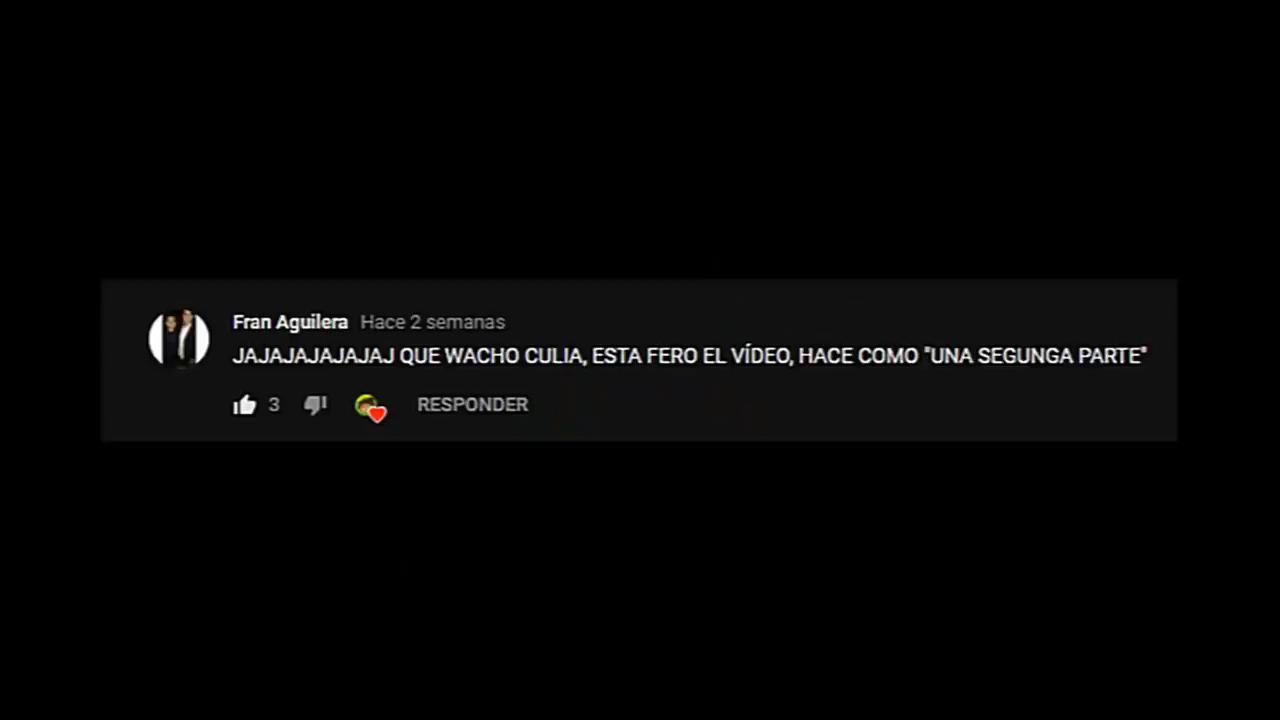 Fran Aguilera Hace 2 semanas
JAJAJAJAJAJAJ QUE WACHO CULIA, ESTA FERO EL VÍDEO, HACE COMO "UNA SEGUNGA PARTE"
3 RESPONDER